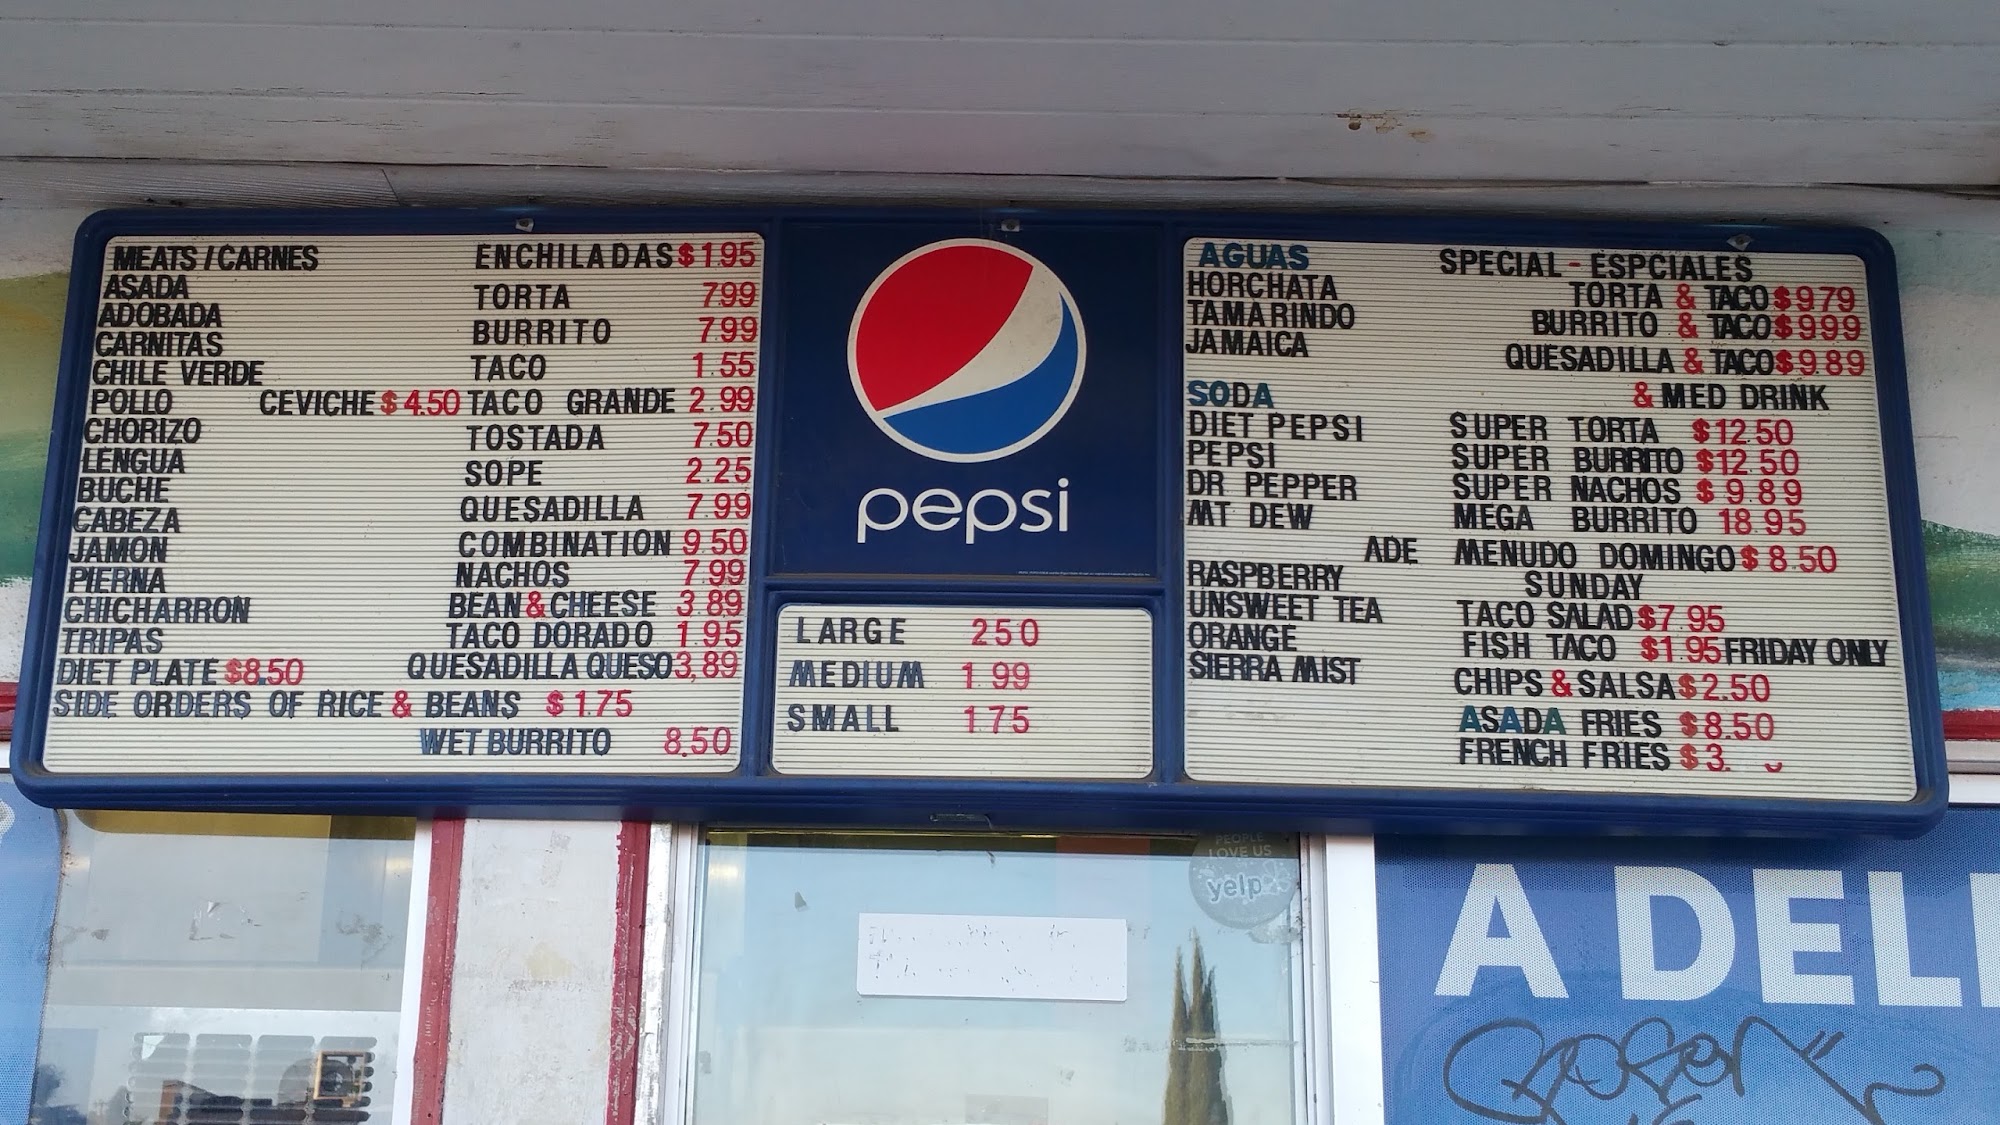 MEATS / CARNES
ASADA
ADOBADA
CARNITAS
CHILE VERDE
POLLO
CHORIZO
LENGUA
BUCHE
CABEZA
JAMON
PIERNA
CHICHARRON
TRIPAS
DIET PLATE $8.50
SIDE ORDERS OF RICE & BEANS $1.75
CEVICHE $4.50
ENCHILADAS $1.95
TORTA 7.99
BURRITO 7.99
TACO 1.55
TACO GRANDE 2.99
TOSTADA 7.50
SOPE 2.25
QUESADILLA 7.99
COMBINATION 9.50
NACHOS 7.99
BEAN & CHEESE 3.89
TACO DORADO 1.95
QUESADILLA QUESO 3,89
WET BURRITO 8.50
pepsi
LARGE 250
MEDIUM 1.99
SMALL 1.75
AGUAS
HORCHATA
TAMARINDO
JAMAICA
SODA
DIET PEPSI
PEPSI
DR PEPPER
MT DEW
ADE
RASPBERRY
UNSWEET TEA
ORANGE
SIERRA MIST
SPECIAL - ESPCIALES
TORTA & TACO $979
BURRITO & TACO $999
QUESADILLA & TACO $9.89
& MED DRINK
SUPER TORTA $12.50
SUPER BURRITO $12.50
SUPER NACHOS $9.89
MEGA BURRITO 18.95
MENUDO DOMINGO $8.50
SUNDAY
TACO SALAD $7.95
FISH TACO $1.95 FRIDAY ONLY
CHIPS & SALSA $2.50
ASADA FRIES $8.50
FRENCH FRIES $3.
PEOPLE
LOVE US
yelp
A DELI